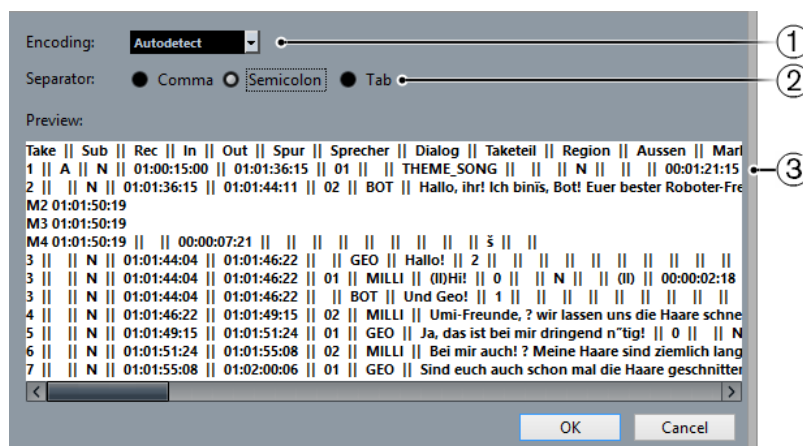 Encoding: Autodetect 1
Separator: Comma Semicolon Tab 2
Preview:
Take || Sub || Rec || In || Out || Spur || Sprecher || Dialog || Taketeil || Region || Aussen || Mark
1 || A || N || 01:00:15:00 || 01:01:36:15 || 01 || || THEME_SONG || || || N || || || 00:01:21:15 3
2 || || N || 01:01:36:15 || 01:01:44:11 || 02 || BOT || Hallo, ihr! Ich binïs, Bot! Euer bester Roboter-Fre
M2 01:01:50:19
M3 01:01:50:19
M4 01:01:50:19 || || 00:00:07:21 || || || || || || || || š || ||
3 || || N || 01:01:44:04 || 01:01:46:22 || || GEO || Hallo! || 2 || || || || || || || ||
3 || || N || 01:01:44:04 || 01:01:46:22 || 01 || MILLI || (II)Hi! || 0 || || N || || (II) || 00:00:02:18
3 || || N || 01:01:44:04 || 01:01:46:22 || || BOT || Und Geo! || 1 || || || || || || ||
4 || || N || 01:01:46:22 || 01:01:49:15 || 02 || MILLI || Umi-Freunde, ? wir lassen uns die Haare schne
5 || || N || 01:01:49:15 || 01:01:51:24 || 01 || GEO || Ja, das ist bei mir dringend n˝tig! || 0 || || N
6 || || N || 01:01:51:24 || 01:01:55:08 || 02 || MILLI || Bei mir auch! ? Meine Haare sind ziemlich lang
7 || || N || 01:01:55:08 || 01:02:00:06 || 01 || GEO || Sind euch auch schon mal die Haare geschnitten
OK Cancel